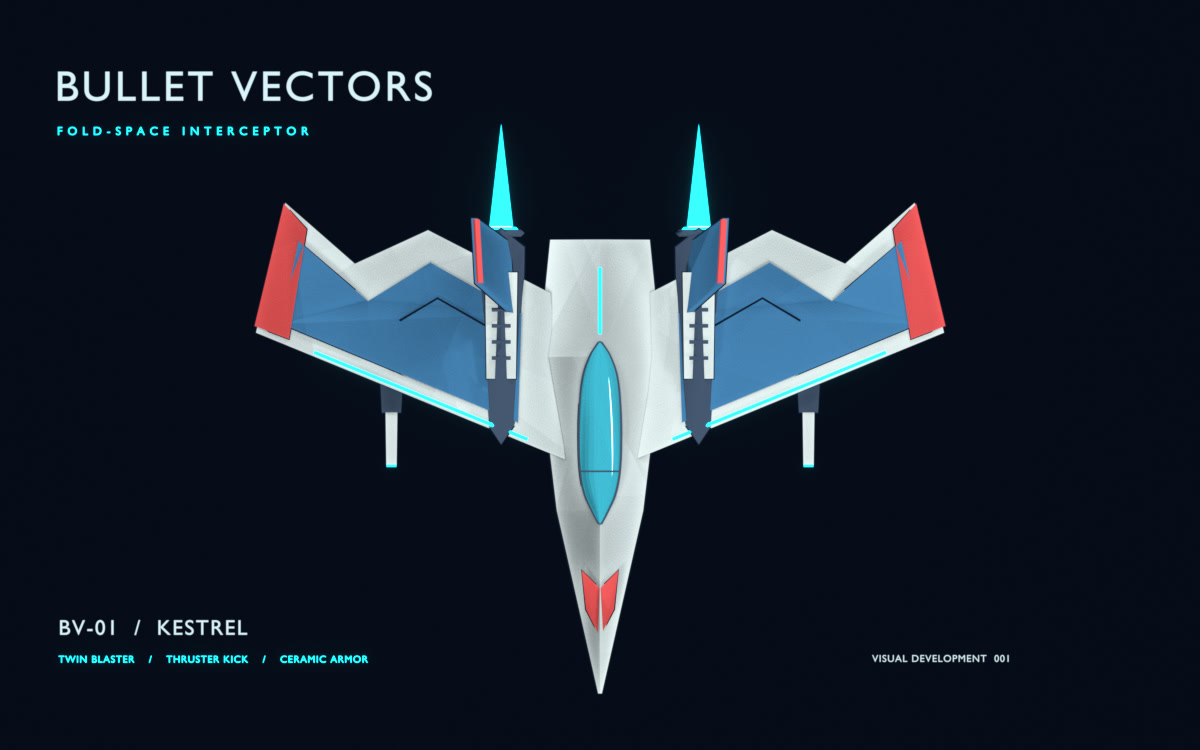 BULLET VECTORS
FOLD-SPACE INTERCEPTOR
BV-01 / KESTREL
TWIN BLASTER / THRUSTER KICK / CERAMIC ARMOR
VISUAL DEVELOPMENT 001